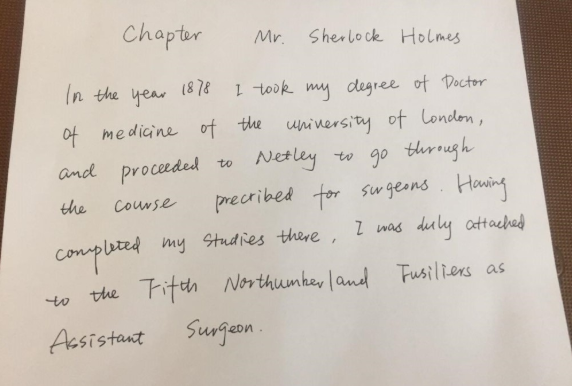 Chapter Mr. Sherlock Holmes
In the year 1878 I took my degree of Doctor
of medicine of the university of London,
and proceeded to Netley to go through
the course precribed for surgeons. Having
completed my studies there, I was duly attached
to the Fifth Northumberland Fusiliers as
Assistant Surgeon.